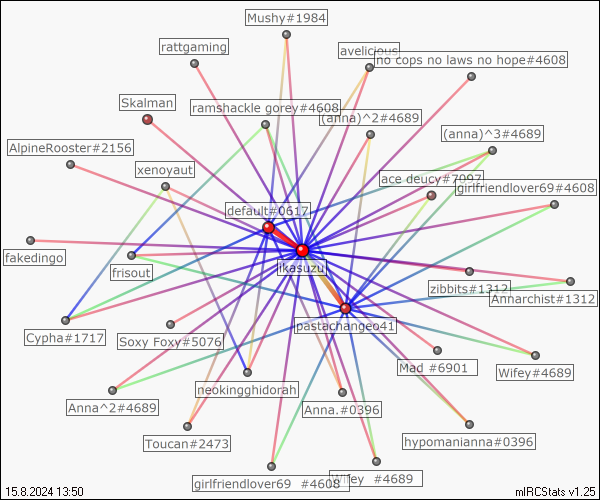 Mushy#1984
rattgaming
avelicious
no cops no laws no hope#4608
Skalman
ramshackle gorey#4608
(anna)^2#4689
AlpineRooster#2156
(anna)^3#4689
xenoyaut
ace deucy#7097
girlfriendlover69#4608
default#0617
fakedingo
ikasuzu
frisout
zibbits#1312
Annarchist#1312
pastachangeo41
Cypha#1717
Soxy Foxy#5076
Mad #6901
Wifey#4689
neokingghidorah
Anna^2#4689
Anna.#0396
Toucan#2473
hypomanianna#0396
girlfriendlover69 #4608
Wifey #4689
15.8.2024 13:50
mIRCStats v1.25